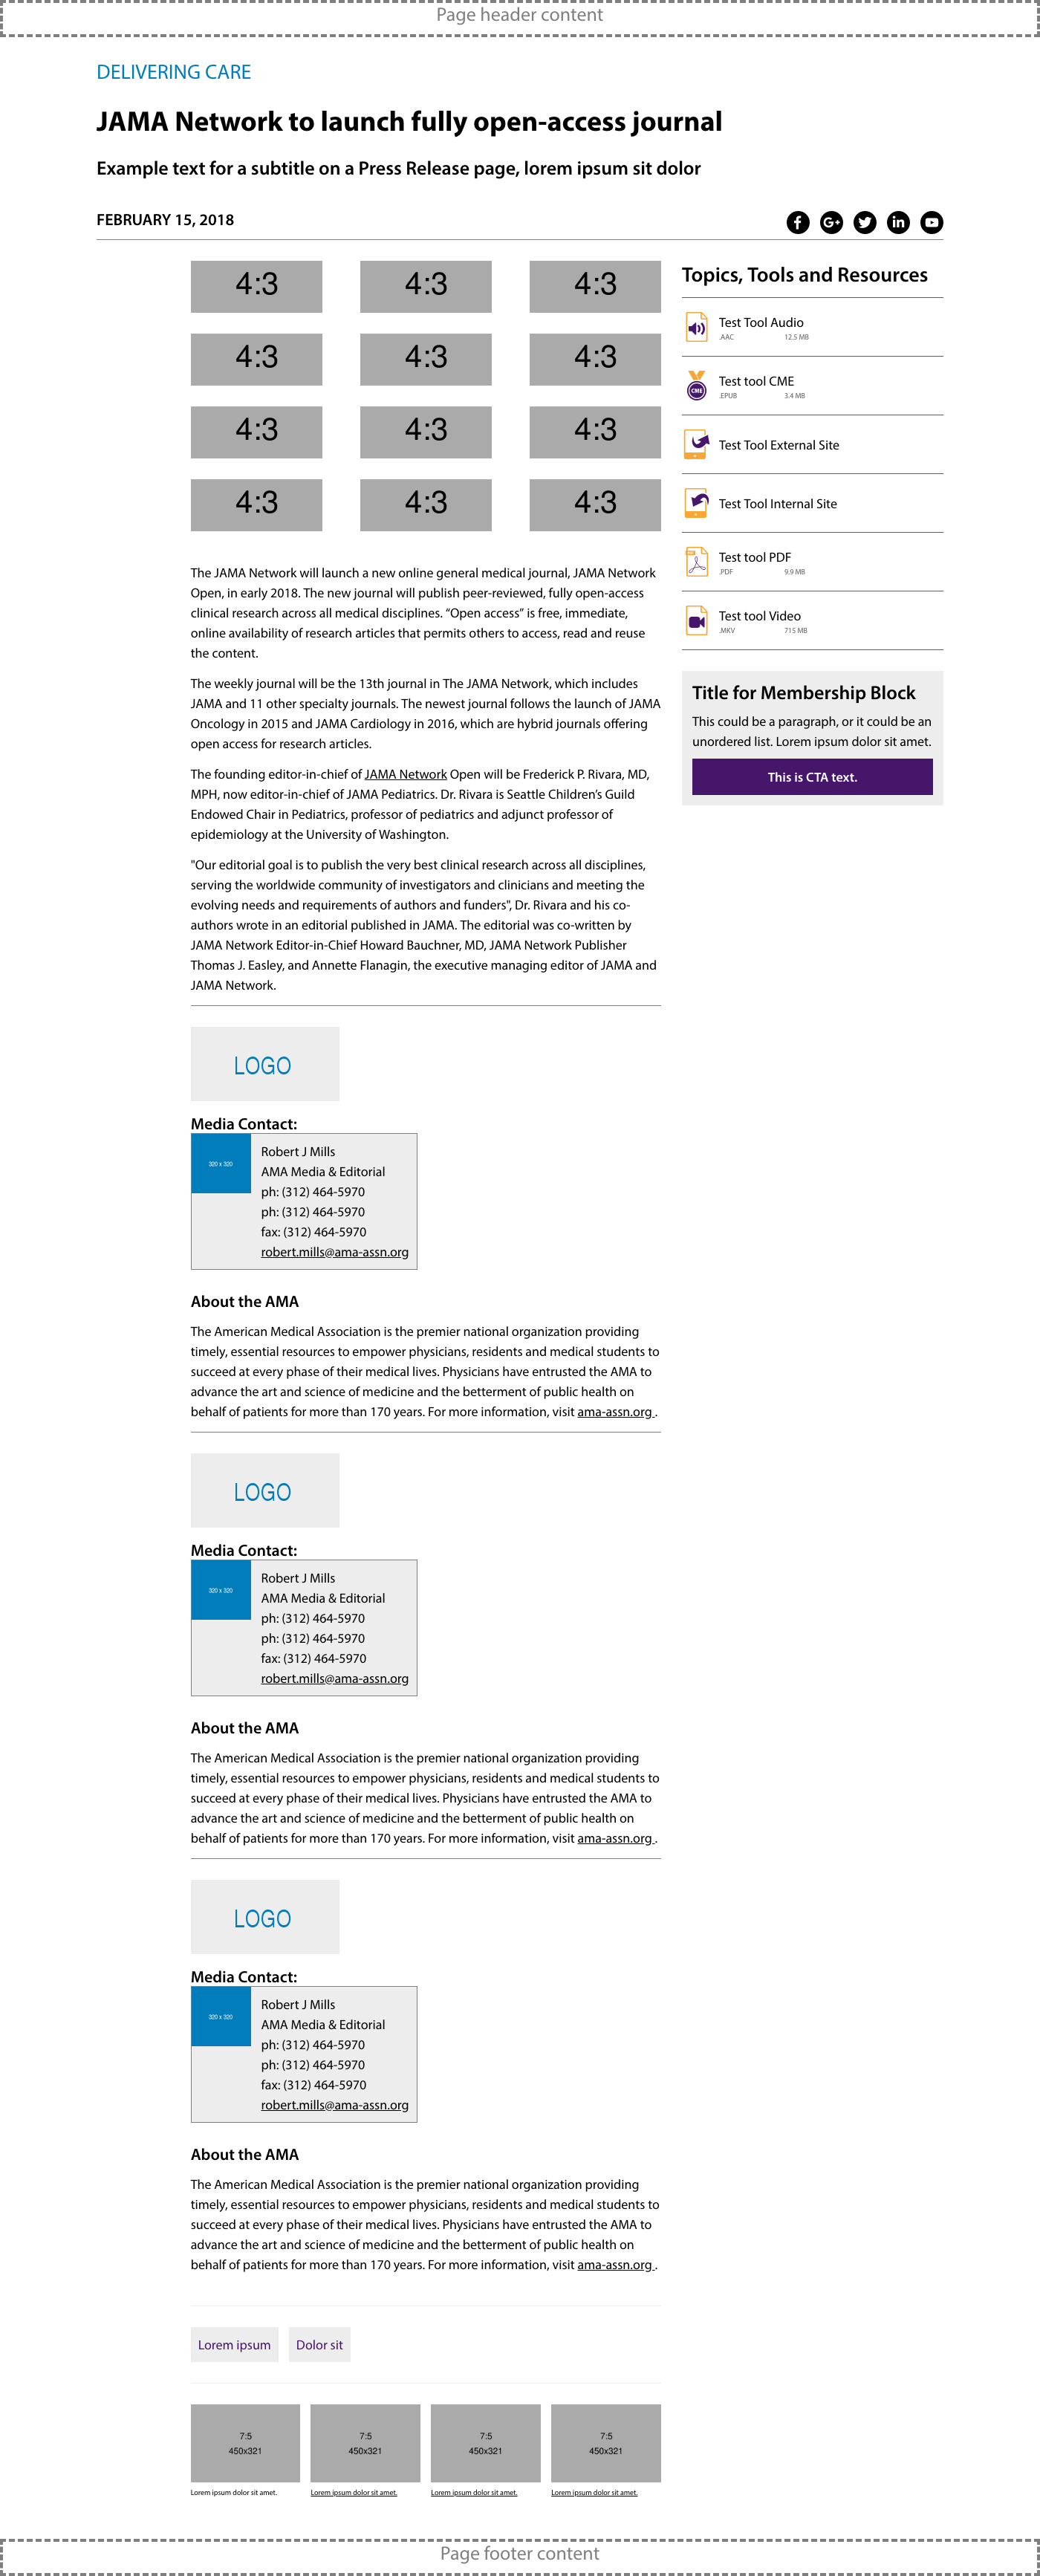 Page header content
DELIVERING CARE
JAMA Network to launch fully open-access journal
Example text for a subtitle on a Press Release page, lorem ipsum sit dolor
FEBRUARY 15, 2018
4:3 4:3 4:3
4:3 4:3 4:3
4:3 4:3 4:3
4:3 4:3 4:3
The JAMA Network will launch a new online general medical journal, JAMA Network
Open, in early 2018. The new journal will publish peer-reviewed, fully open-access
clinical research across all medical disciplines. “Open access” is free, immediate,
online availability of research articles that permits others to access, read and reuse
the content.
The weekly journal will be the 13th journal in The JAMA Network, which includes
JAMA and 11 other specialty journals. The newest journal follows the launch of JAMA
Oncology in 2015 and JAMA Cardiology in 2016, which are hybrid journals offering
open access for research articles.
The founding editor-in-chief of JAMA Network Open will be Frederick P. Rivara, MD,
MPH, now editor-in-chief of JAMA Pediatrics. Dr. Rivara is Seattle Children’s Guild
Endowed Chair in Pediatrics, professor of pediatrics and adjunct professor of
epidemiology at the University of Washington.
"Our editorial goal is to publish the very best clinical research across all disciplines,
serving the worldwide community of investigators and clinicians and meeting the
evolving needs and requirements of authors and funders", Dr. Rivara and his co-
authors wrote in an editorial published in JAMA. The editorial was co-written by
JAMA Network Editor-in-Chief Howard Bauchner, MD, JAMA Network Publisher
Thomas J. Easley, and Annette Flanagin, the executive managing editor of JAMA and
JAMA Network.
LOGO
Media Contact:
320 x 320
Robert J Mills
AMA Media & Editorial
ph: (312) 464-5970
ph: (312) 464-5970
fax: (312) 464-5970
robert.mills@ama-assn.org
About the AMA
The American Medical Association is the premier national organization providing
timely, essential resources to empower physicians, residents and medical students to
succeed at every phase of their medical lives. Physicians have entrusted the AMA to
advance the art and science of medicine and the betterment of public health on
behalf of patients for more than 170 years. For more information, visit ama-assn.org .
LOGO
Media Contact:
320 x 320
Robert J Mills
AMA Media & Editorial
ph: (312) 464-5970
ph: (312) 464-5970
fax: (312) 464-5970
robert.mills@ama-assn.org
About the AMA
The American Medical Association is the premier national organization providing
timely, essential resources to empower physicians, residents and medical students to
succeed at every phase of their medical lives. Physicians have entrusted the AMA to
advance the art and science of medicine and the betterment of public health on
behalf of patients for more than 170 years. For more information, visit ama-assn.org .
LOGO
Media Contact:
320 x 320
Robert J Mills
AMA Media & Editorial
ph: (312) 464-5970
ph: (312) 464-5970
fax: (312) 464-5970
robert.mills@ama-assn.org
About the AMA
The American Medical Association is the premier national organization providing
timely, essential resources to empower physicians, residents and medical students to
succeed at every phase of their medical lives. Physicians have entrusted the AMA to
advance the art and science of medicine and the betterment of public health on
behalf of patients for more than 170 years. For more information, visit ama-assn.org .
Lorem ipsum Dolor sit
7:5 7:5 7:5 7:5
450x321 450x321 450x321 450x321
Lorem ipsum dolor sit amet. Lorem ipsum dolor sit amet. Lorem ipsum dolor sit amet. Lorem ipsum dolor sit amet.
Topics, Tools and Resources
Test Tool Audio
.AAC 12.5 MB
CME
Test tool CME
.EPUB 3.4 MB
Test Tool External Site
Test Tool Internal Site
Test tool PDF
.PDF 9.9 MB
Test tool Video
.MKV 715 MB
Title for Membership Block
This could be a paragraph, or it could be an
unordered list. Lorem ipsum dolor sit amet.
This is CTA text.
Page footer content